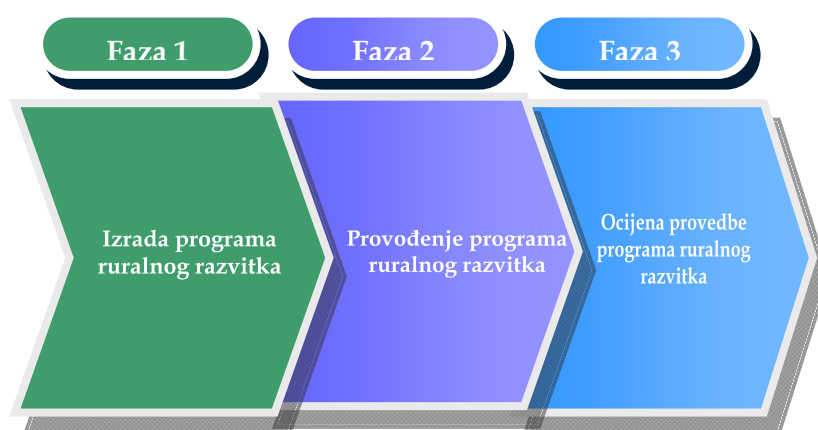 Faza 1
Faza 2
Faza 3
Izrada programa
ruralnog razvitka
Provođenje programa
ruralnog razvitka
Ocijena provedbe
programa ruralnog
razvitka